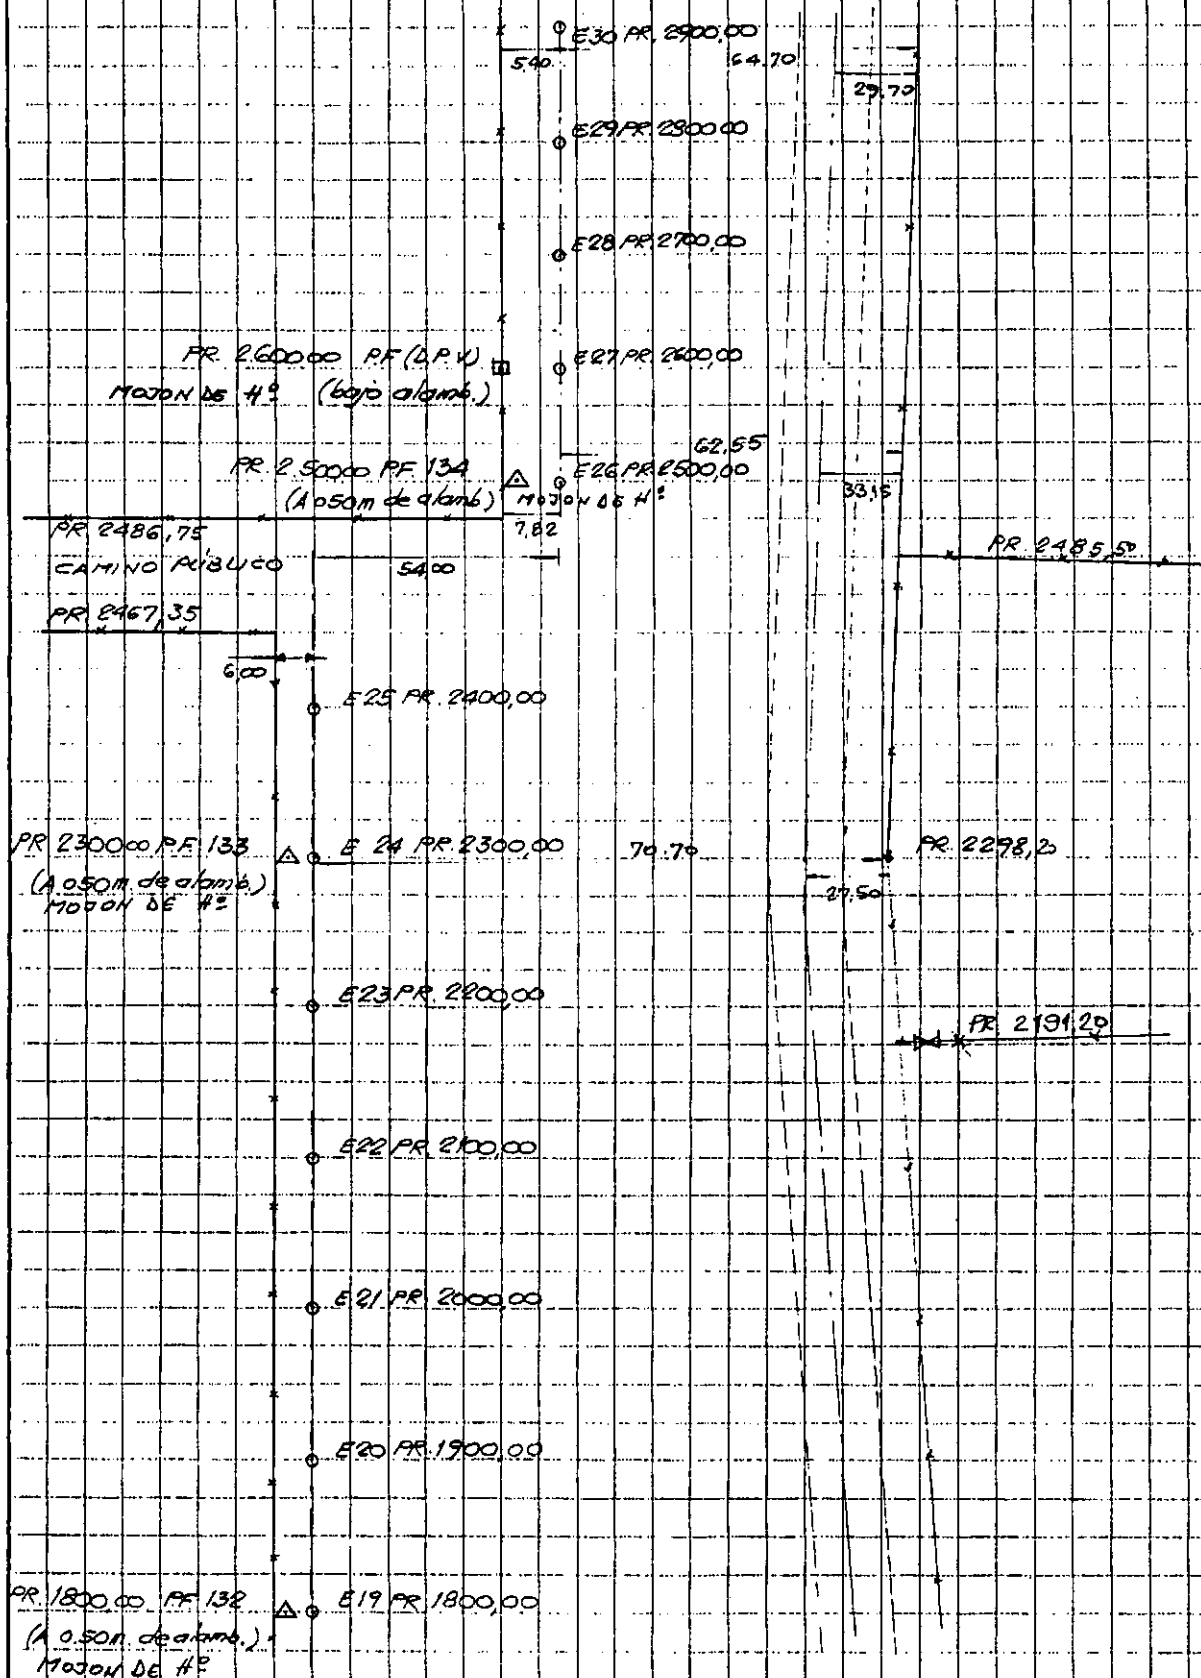 E30 PR. 2900,00
5,40
64.70
29,70
E29 PR. 2800,00
E28 PR. 2700,00
PR. 2.600,00 P.F (D.P.V.)
MOJON DE Hº (bajo alamb.)
E27 PR. 2600,00
62,55
PR. 2.500,00 PF. 134
(A 0.50m de alamb.) MOJON DE Hº
E26 PR. 2500,00
33,15
7,82
PR. 2486,75
CAMINO PÚBLICO
54,00
PR. 2485,50
PR. 2467,35
6,00
E25 PR. 2400,00
PR. 2300,00 PF. 133
(A 0.50m. de alamb.)
MOJON DE Hº
E 24 PR. 2300,00
70.70
PR. 2298,20
27,50
E23 PR. 2200,00
PR. 2191,20
E22 PR. 2100,00
E21 PR. 2000,00
E20 PR. 1900,00
PR. 1800,00 PF 132
(A 0.50m. de alamb.)
MOJON DE Hº
E19 PR. 1800,00